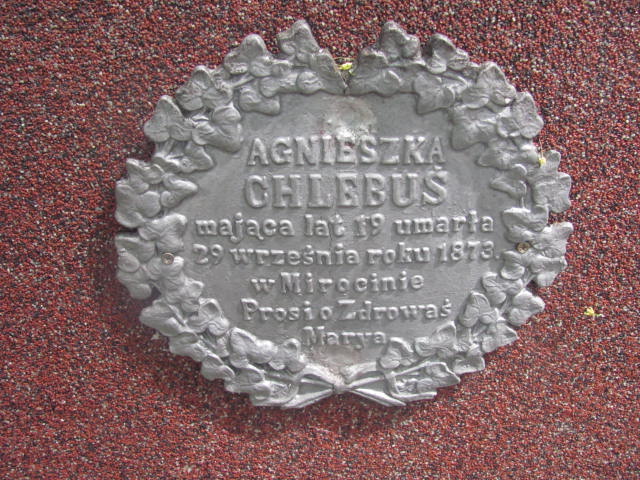 AGNIESZKA
CHLEBUŚ
mająca lat 19 umarła
29 września roku 1873.
w Mirocinie
Prosi o Zdrowaś
Marya